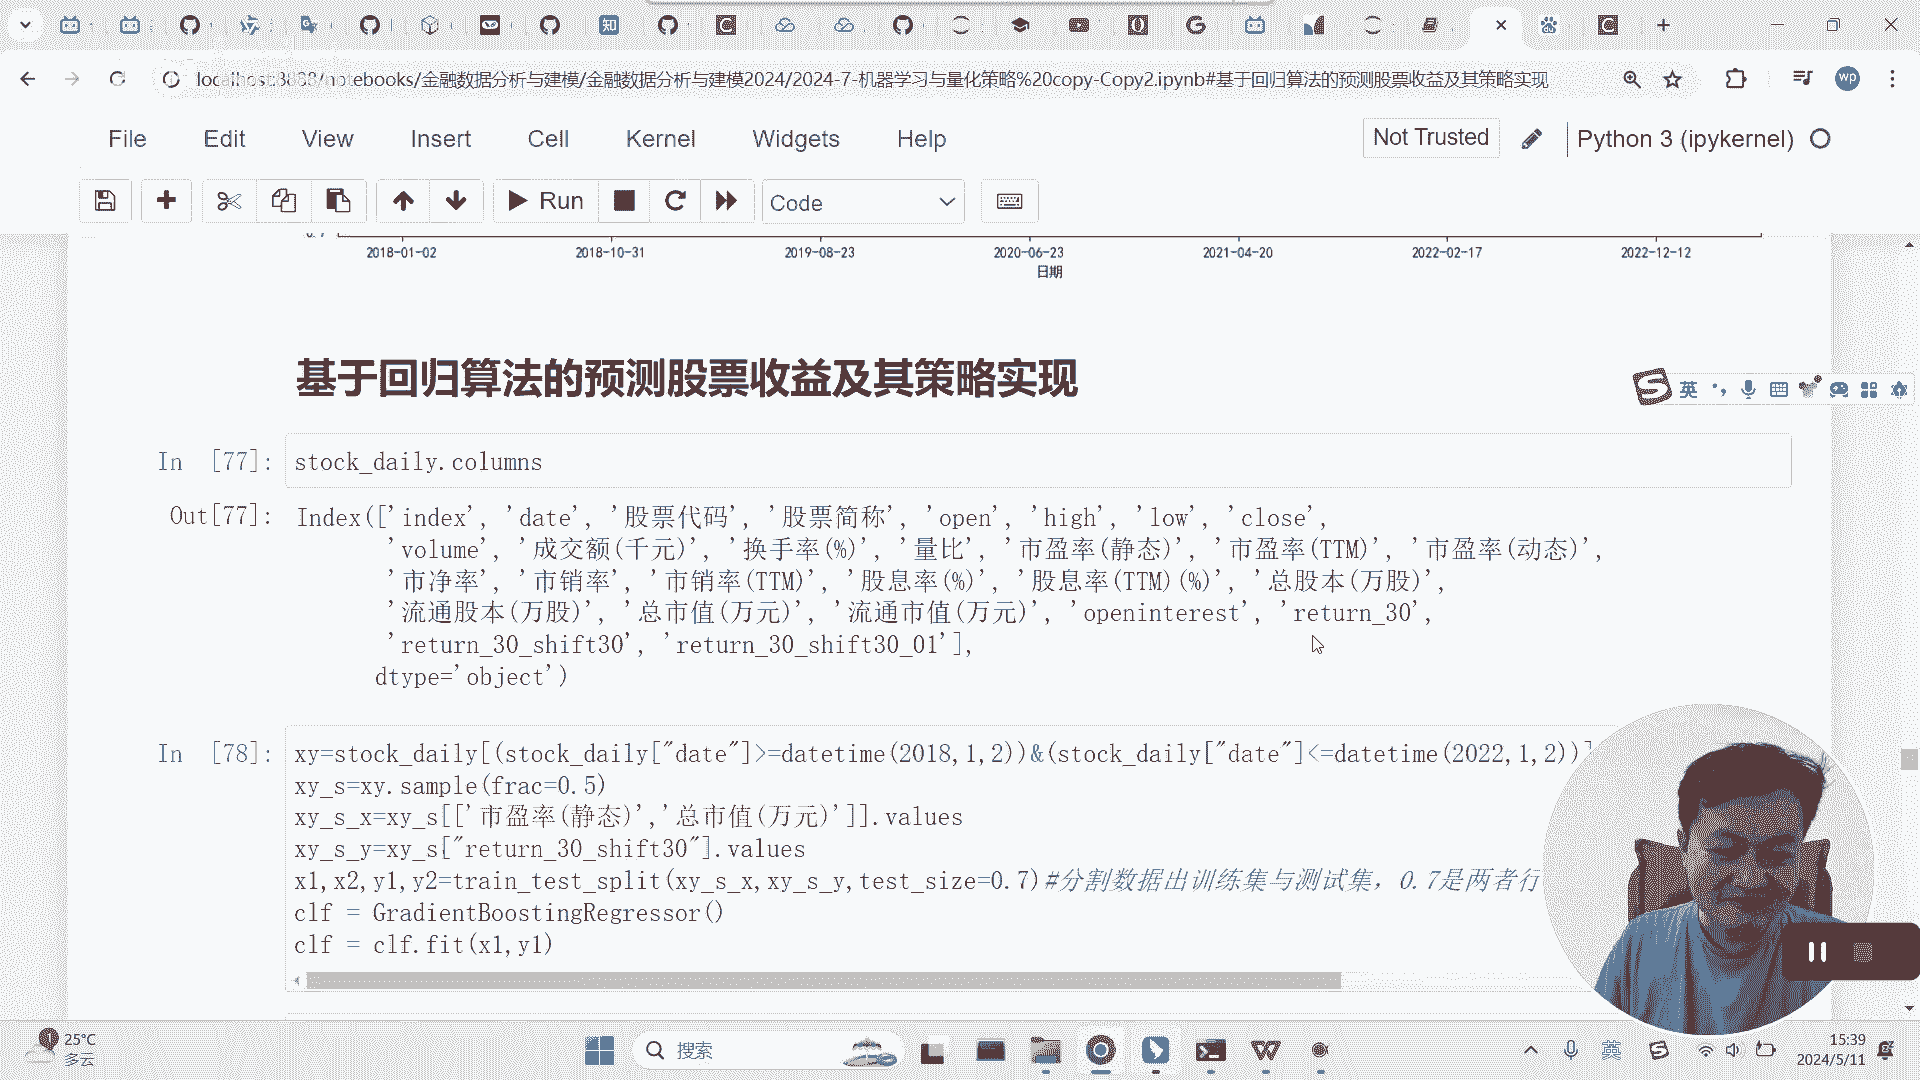 localhost:8888/notebooks/金融数据分析与建模/金融数据分析与建模2024/2024-7-机器学习与量化策略%20copy-Copy2.ipynb#基于回归算法的预测股票收益及其策略实现
wp
File Edit View Insert Cell Kernel Widgets Help Not Trusted Python 3 (ipykernel)
Run Code
2018-01-02 2018-10-31 2019-08-23 2020-06-23 2021-04-20 2022-02-17 2022-12-12
日期
基于回归算法的预测股票收益及其策略实现
英
In [77]: stock_daily.columns
Out[77]: Index(['index', 'date', '股票代码', '股票简称', 'open', 'high', 'low', 'close',
'volume', '成交额(千元)', '换手率(%)', '量比', '市盈率(静态)', '市盈率(TTM)', '市盈率(动态)',
'市净率', '市销率', '市销率(TTM)', '股息率(%)', '股息率(TTM)(%)', '总股本(万股)',
'流通股本(万股)', '总市值(万元)', '流通市值(万元)', 'openinterest', 'return_30',
'return_30_shift30', 'return_30_shift30_01'],
dtype='object')
In [78]: xy=stock_daily[(stock_daily["date"]>=datetime(2018,1,2))&(stock_daily["date"]<=datetime(2022,1,2))]
xy_s=xy.sample(frac=0.5)
xy_s_x=xy_s[['市盈率(静态)','总市值(万元)']].values
xy_s_y=xy_s["return_30_shift30"].values
x1,x2,y1,y2=train_test_split(xy_s_x,xy_s_y,test_size=0.7)#分割数据出训练集与测试集，0.7是两者行
clf = GradientBoostingRegressor()
clf = clf.fit(x1,y1)
25°C
多云
搜索
英
15:39
2024/5/11